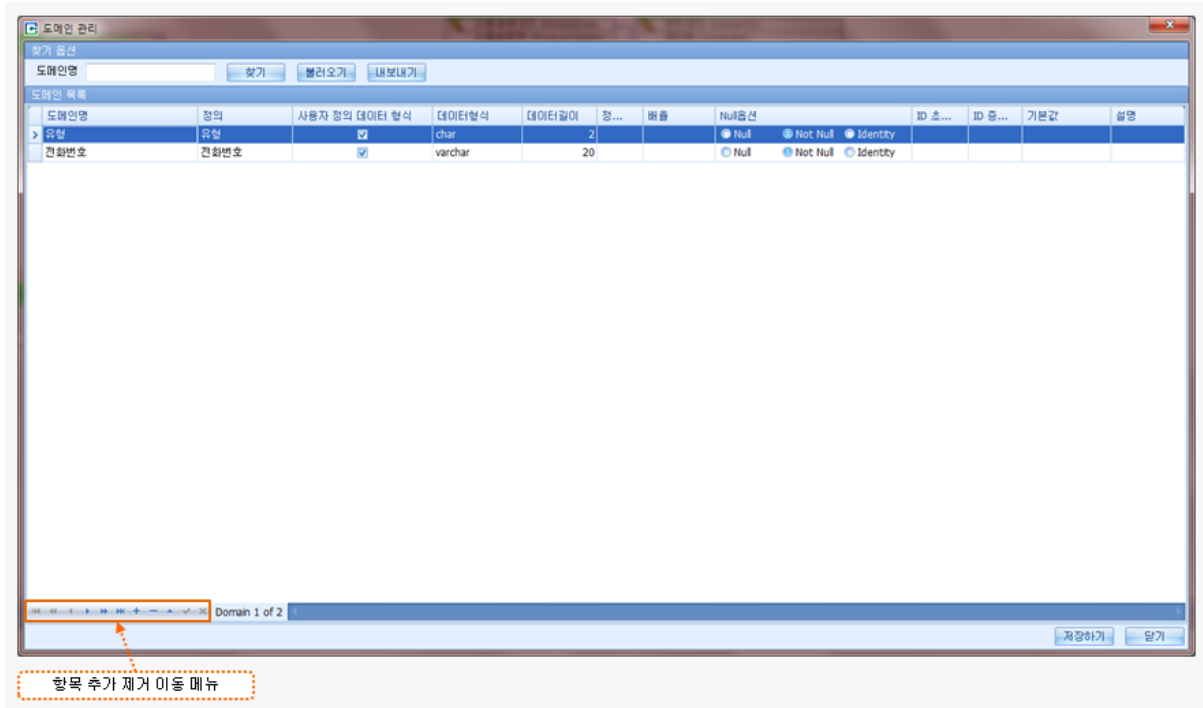 도메인 관리
찾기 옵션
도메인명 찾기 불러오기 내보내기
도메인 목록
도메인명 정의 사용자 정의 데이터 형식 데이터형식 데이터길이 정... 배율 Null옵션 ID 초... ID 증... 기본값 설명
유형 유형 char 2 Null Not Null Identity
전화번호 전화번호 varchar 20 Null Not Null Identity
Domain 1 of 2
저장하기 닫기
항목 추가 제거 이동 메뉴